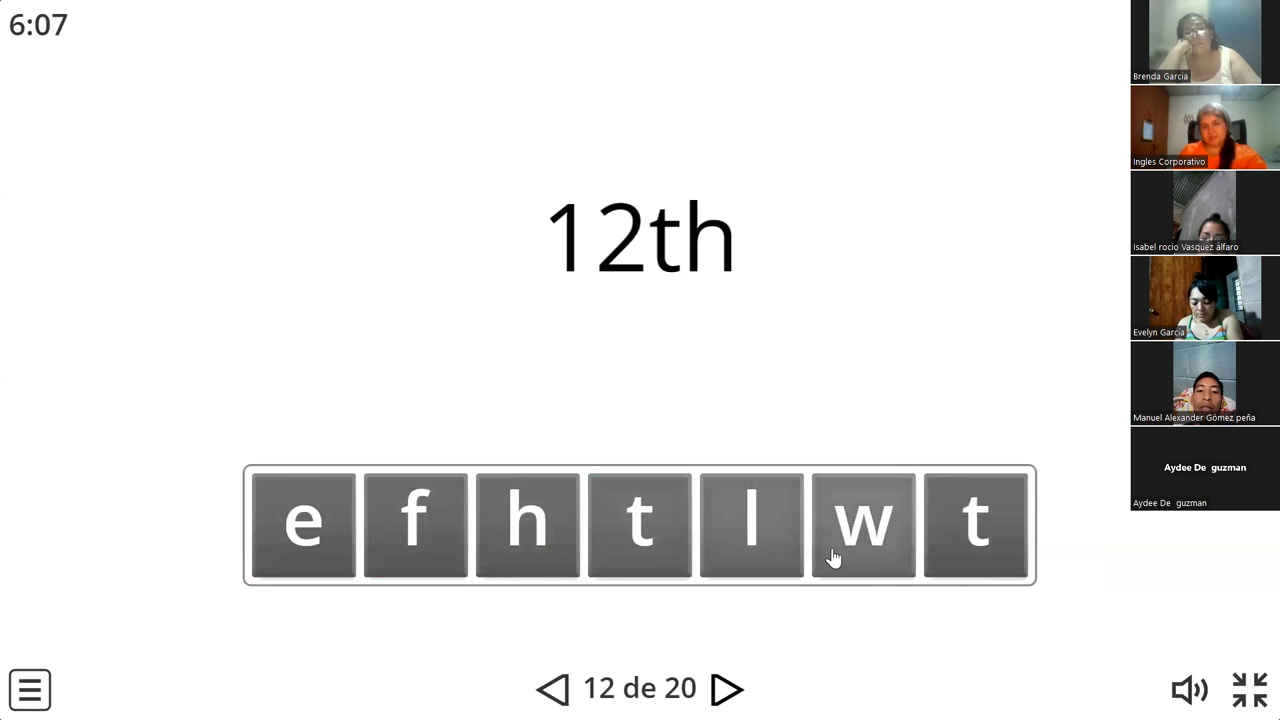 6:07
12th
e f h t l w t
12 de 20
Brenda Garcia
Ingles Corporativo
Isabel rocio Vasquez alfaro
Evelyn Garcia
Manuel Alexander Gómez peña
Aydee De guzman
Aydee De guzman